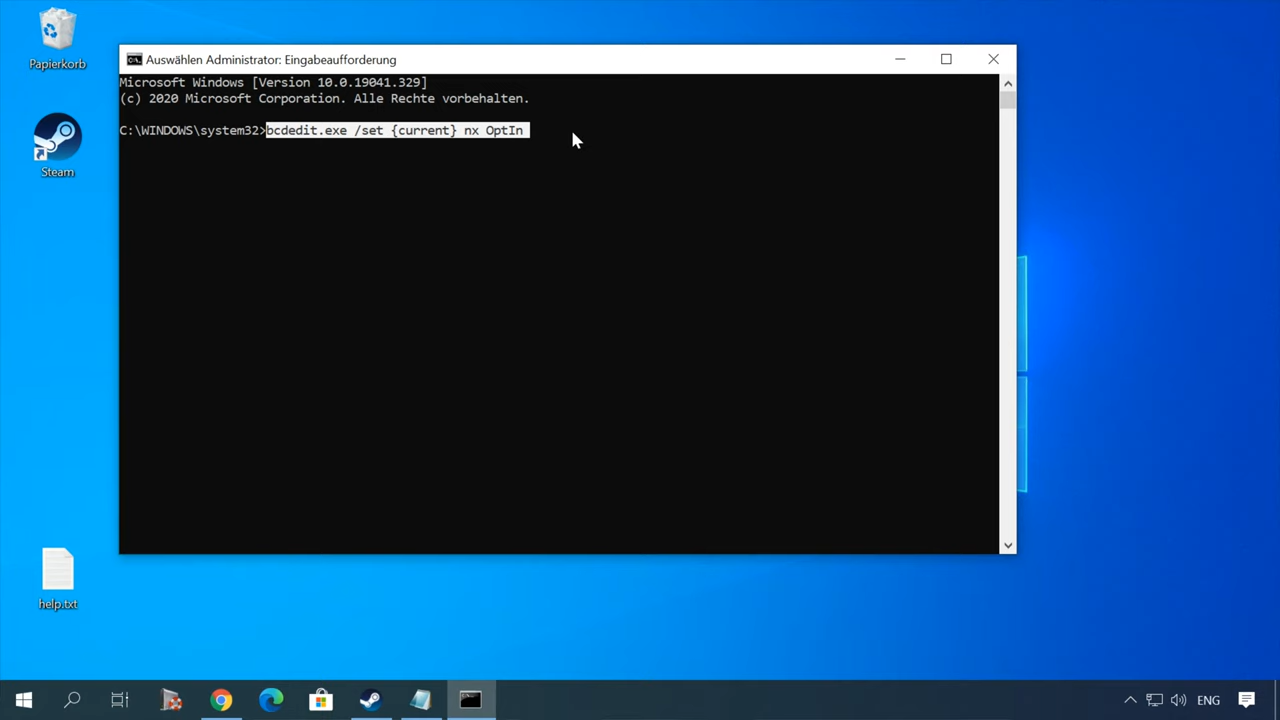 Papierkorb
Steam
help.txt
Auswählen Administrator: Eingabeaufforderung
Microsoft Windows [Version 10.0.19041.329]
(c) 2020 Microsoft Corporation. Alle Rechte vorbehalten.
C:\WINDOWS\system32>bcdedit.exe /set {current} nx OptIn
ENG